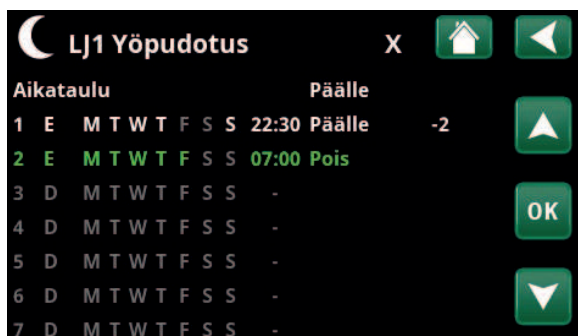 LJ1 Yöpudotus X
Aikataulu Päälle
1 E M T W T F S S 22:30 Päälle -2
2 E M T W T F S S 07:00 Pois
3 D M T W T F S S -
4 D M T W T F S S -
OK
5 D M T W T F S S -
6 D M T W T F S S -
7 D M T W T F S S -